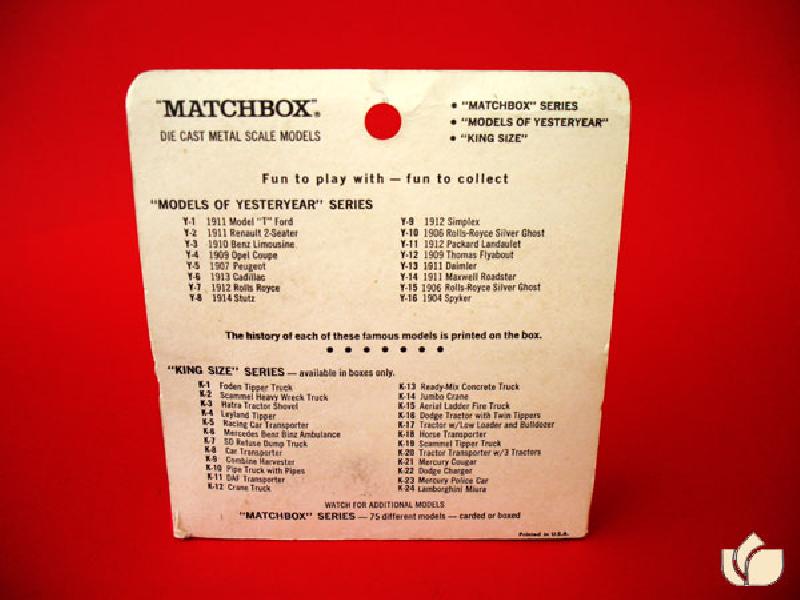 "MATCHBOX"®
DIE CAST METAL SCALE MODELS
• "MATCHBOX" SERIES
• "MODELS OF YESTERYEAR"
• "KING SIZE"
Fun to play with — fun to collect
"MODELS OF YESTERYEAR" SERIES
Y-1 1911 Model "T" Ford
Y-2 1911 Renault 2-Seater
Y-3 1910 Benz Limousine
Y-4 1909 Opel Coupe
Y-5 1907 Peugeot
Y-6 1913 Cadillac
Y-7 1912 Rolls Royce
Y-8 1914 Stutz
Y-9 1912 Simplex
Y-10 1906 Rolls-Royce Silver Ghost
Y-11 1912 Packard Landaulet
Y-12 1909 Thomas Flyabout
Y-13 1911 Daimler
Y-14 1911 Maxwell Roadster
Y-15 1906 Rolls-Royce Silver Ghost
Y-16 1904 Spyker
The history of each of these famous models is printed on the box.
• • • • • • •
"KING SIZE" SERIES — available in boxes only.
K-1 Foden Tipper Truck
K-2 Scammel Heavy Wreck Truck
K-3 Hatra Tractor Shovel
K-4 Leyland Tipper
K-5 Racing Car Transporter
K-6 Mercedes Benz Binz Ambulance
K-7 SD Refuse Dump Truck
K-8 Car Transporter
K-9 Combine Harvester
K-10 Pipe Truck with Pipes
K-11 DAF Transporter
K-12 Crane Truck
K-13 Ready-Mix Concrete Truck
K-14 Jumbo Crane
K-15 Aerial Ladder Fire Truck
K-16 Dodge Tractor with Twin Tippers
K-17 Tractor w/Low Loader and Bulldozer
K-18 Horse Transporter
K-19 Scammel Tipper Truck
K-20 Tractor Transporter w/3 Tractors
K-21 Mercury Cougar
K-22 Dodge Charger
K-23 Mercury Police Car
K-24 Lamborghini Miura
WATCH FOR ADDITIONAL MODELS
"MATCHBOX" SERIES — 75 different models — carded or boxed
Printed in U.S.A.